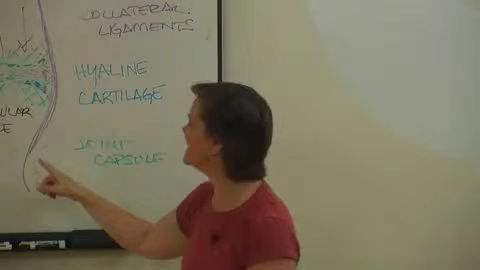 COLLATERAL
LIGAMENTS
HYALINE
CARTILAGE
JOINT
CAPSULE